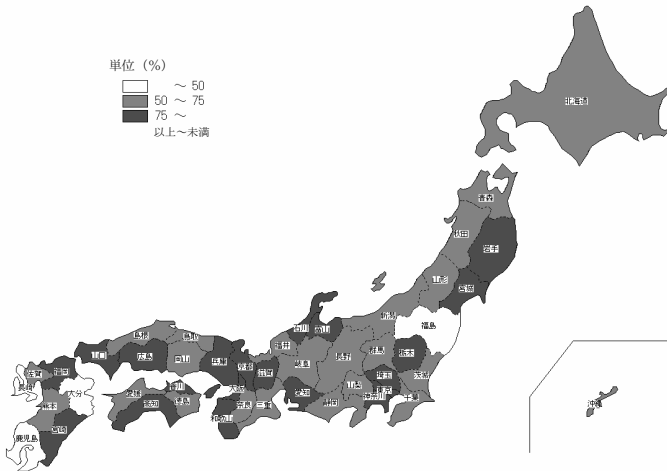 単位（%）
～ 50
50 ～ 75
75 ～
以上～未満
北海道
青森
秋田
岩手
山形
宮城
新潟
福島
石川
富山
福井
岐阜
長野
群馬
栃木
茨城
埼玉
東京
山梨
神奈川
千葉
静岡
愛知
島根
鳥取
山口
広島
岡山
兵庫
京都
滋賀
大阪
奈良
三重
和歌山
愛媛
香川
高知
徳島
福岡
佐賀
長崎
大分
熊本
宮崎
鹿児島
沖縄